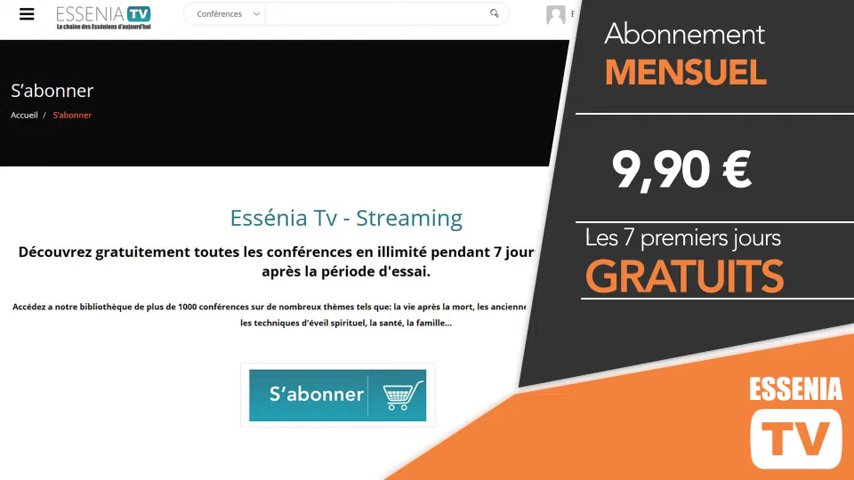 ESSENIA TV
La chaîne des Esséniens d'aujourd'hui
Conférences
S'abonner
Accueil / S'abonner
Essénia Tv - Streaming
Découvrez gratuitement toutes les conférences en illimité pendant 7 jour
après la période d'essai.
Accédez a notre bibliothèque de plus de 1000 conférences sur de nombreux thèmes tels que: la vie après la mort, les ancienne
les techniques d'éveil spirituel, la santé, la famille...
S'abonner
Abonnement
MENSUEL
9,90 €
Les 7 premiers jours
GRATUITS
ESSENIA
TV